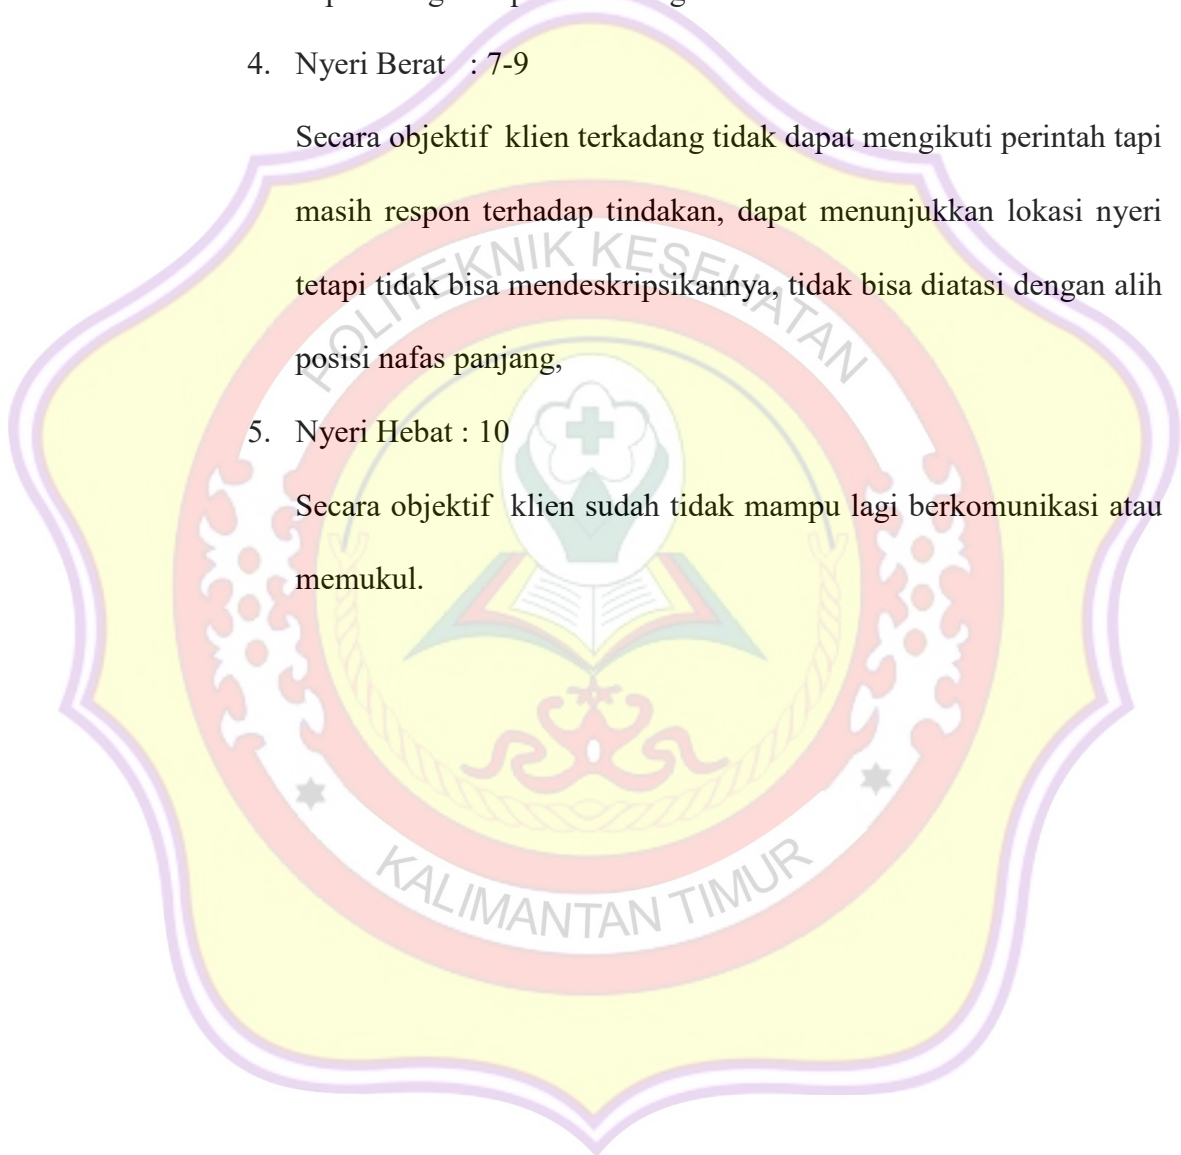 4. Nyeri Berat : 7-9
Secara objektif klien terkadang tidak dapat mengikuti perintah tapi
masih respon terhadap tindakan, dapat menunjukkan lokasi nyeri
tetapi tidak bisa mendeskripsikannya, tidak bisa diatasi dengan alih
posisi nafas panjang,
5. Nyeri Hebat : 10
Secara objektif klien sudah tidak mampu lagi berkomunikasi atau
memukul.
POLITEKNIK KESEHATAN
KALIMANTAN TIMUR